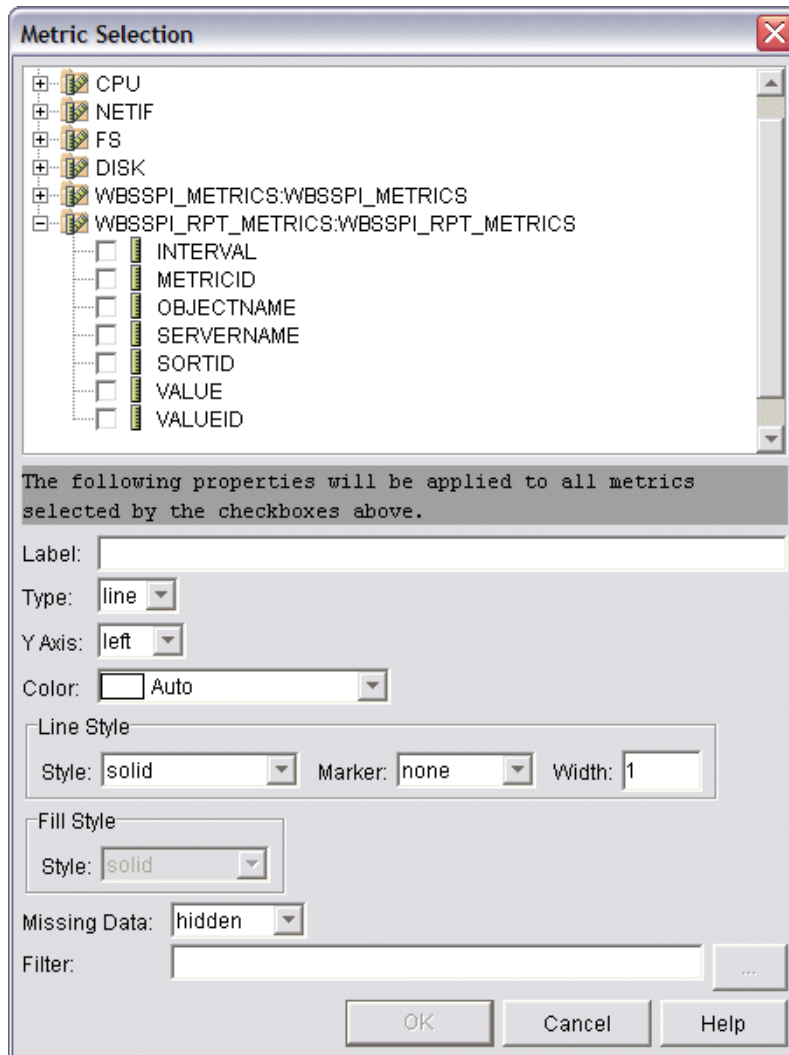 Metric Selection
CPU
NETIF
FS
DISK
WBSSPI_METRICS:WBSSPI_METRICS
WBSSPI_RPT_METRICS:WBSSPI_RPT_METRICS
INTERVAL
METRICID
OBJECTNAME
SERVERNAME
SORTID
VALUE
VALUEID
The following properties will be applied to all metrics
selected by the checkboxes above.
Label:
Type: line
Y Axis: left
Color: Auto
Line Style
Style: solid Marker: none Width: 1
Fill Style
Style: solid
Missing Data: hidden
Filter: ...
OK Cancel Help